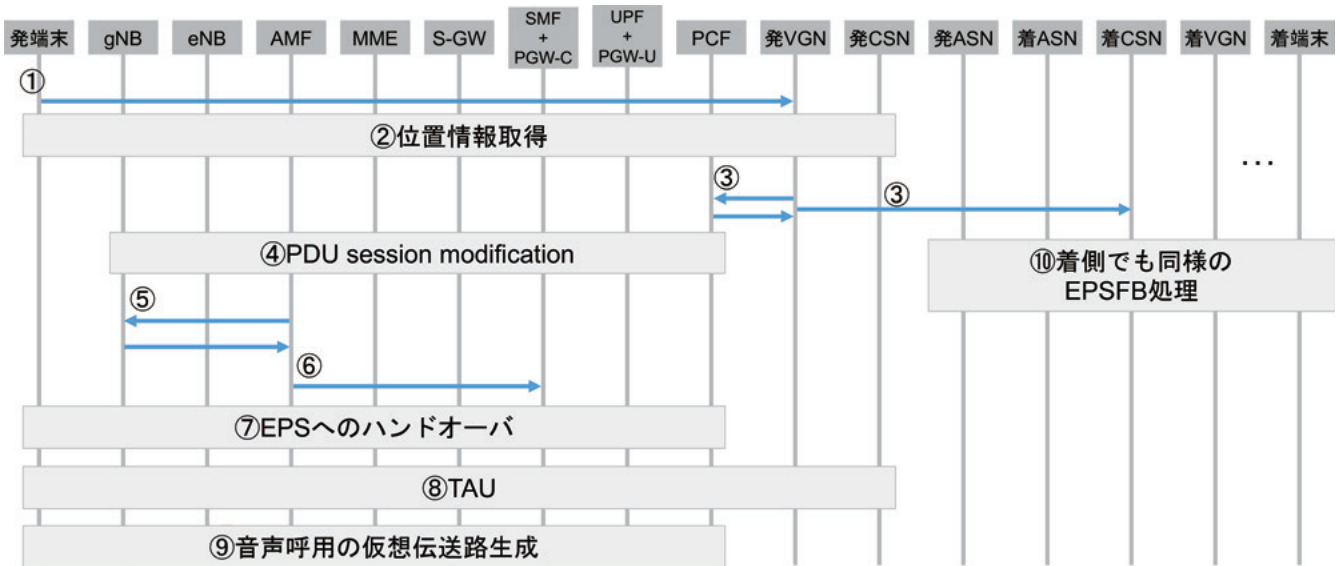 発端末
gNB
eNB
AMF
MME
S-GW
SMF
+
PGW-C
UPF
+
PGW-U
PCF
発VGN
発CSN
発ASN
着ASN
着CSN
着VGN
着端末
①
②位置情報取得
...
③
③
④PDU session modification
⑩着側でも同様の
EPSFB処理
⑤
⑥
⑦EPSへのハンドオーバ
⑧TAU
⑨音声呼用の仮想伝送路生成